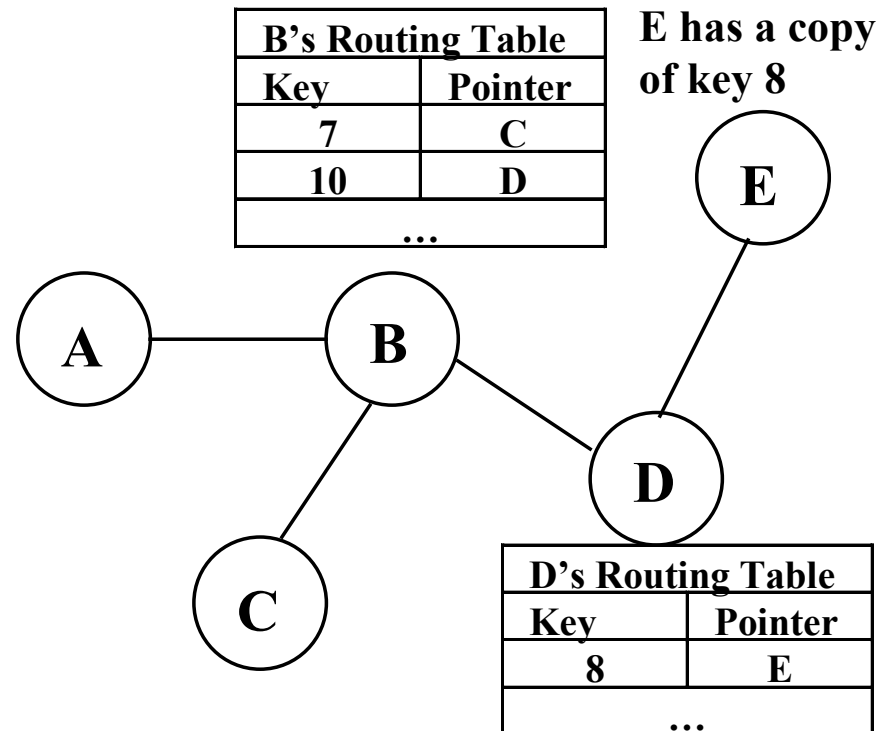 B’s Routing Table
Key Pointer
7 C
10 D
...
E has a copy
of key 8
E
A
B
D
C
D’s Routing Table
Key Pointer
8 E
...